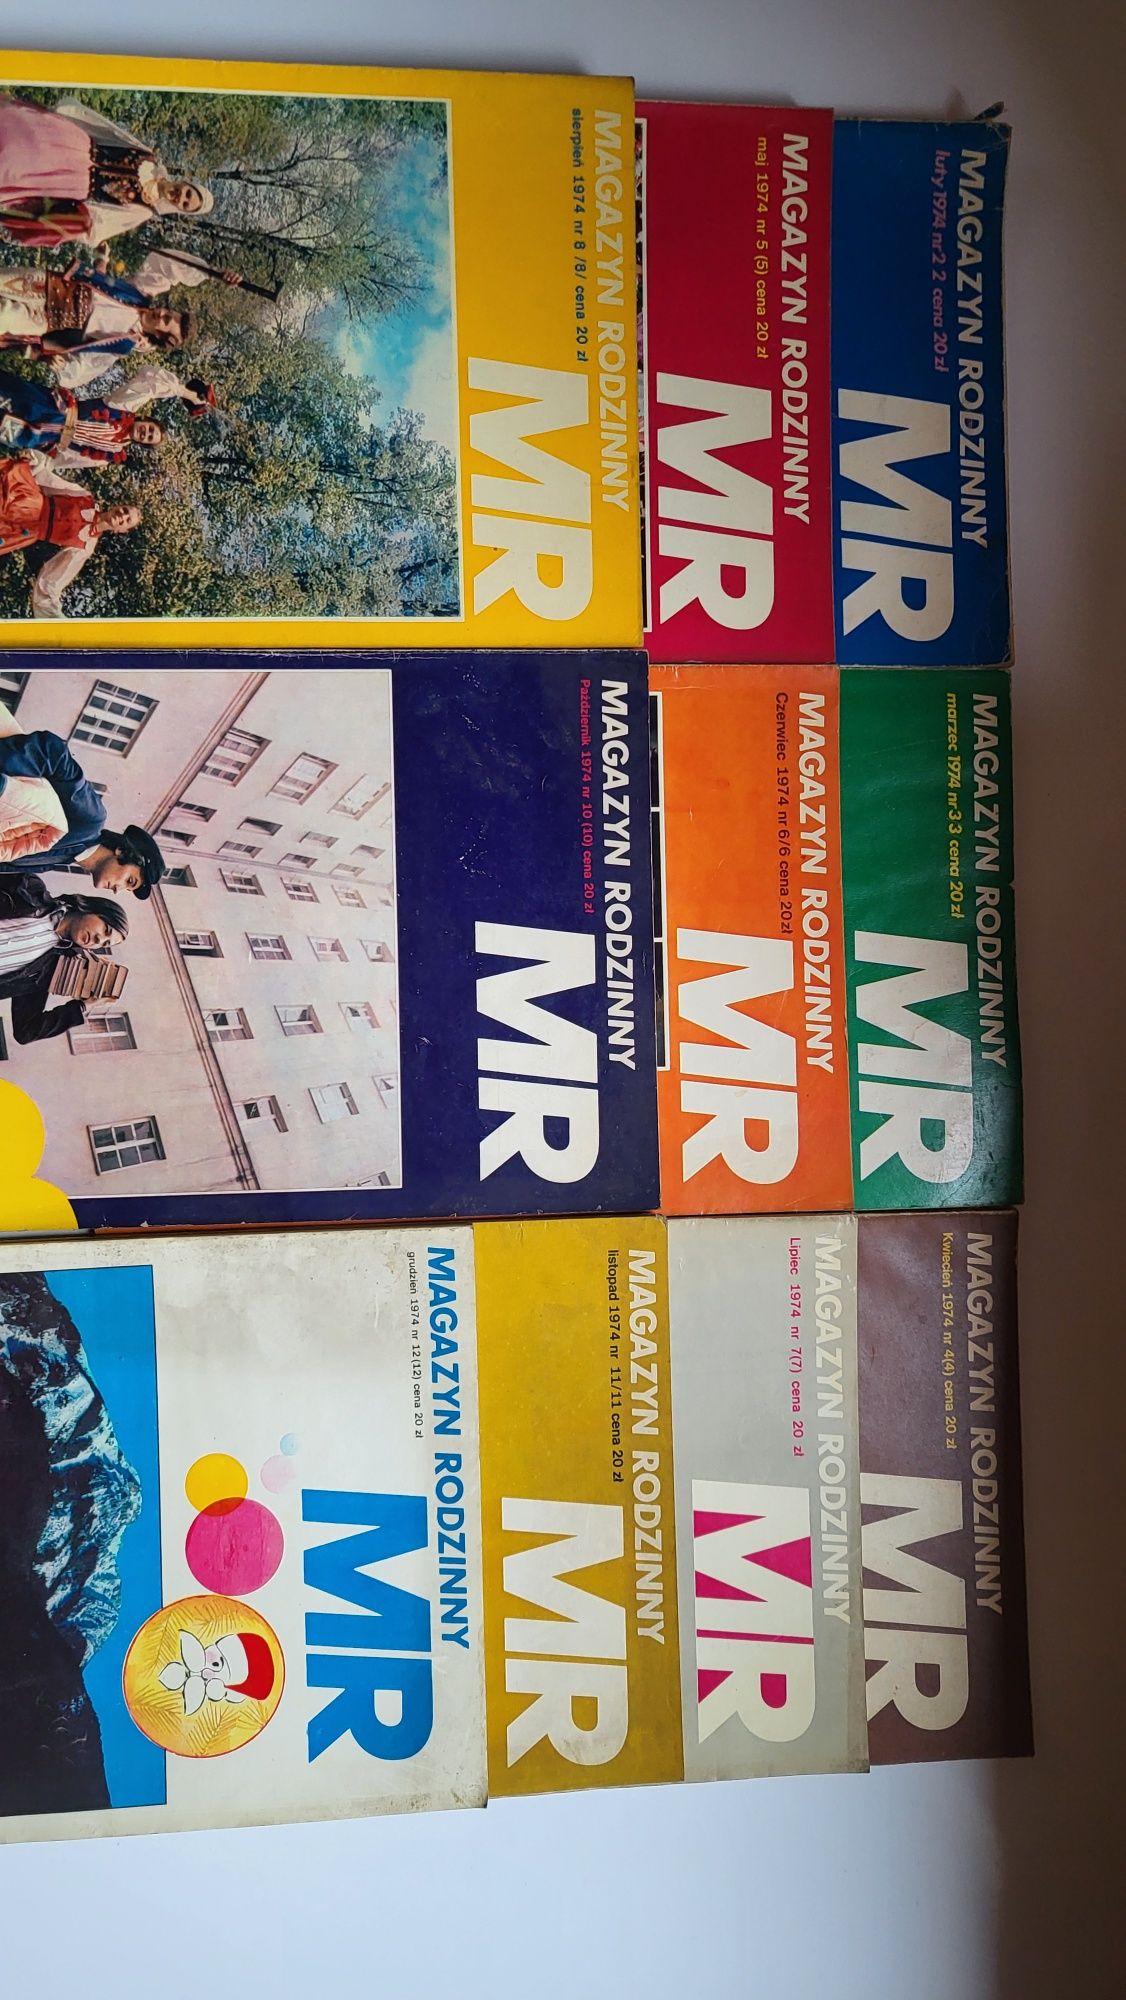 MAGAZYN RODZINNY
luty 1974 nr 2 2 cena 20 zł
MR
MAGAZYN RODZINNY
marzec 1974 nr 3·3 cena 20 zł
MR
MAGAZYN RODZINNY
Kwiecień 1974 nr 4(4) cena 20 zł
MR
MAGAZYN RODZINNY
maj 1974 nr 5 (5) cena 20 zł
MR
MAGAZYN RODZINNY
Czerwiec 1974 nr 6/6 cena 20 zł
MR
MAGAZYN RODZINNY
Lipiec 1974 nr 7(7) cena 20 zł
MR
MAGAZYN RODZINNY
sierpień 1974 nr 8 /8/ cena 20 zł
MR
MAGAZYN RODZINNY
Październik 1974 nr 10 (10) cena 20 zł
MR
MAGAZYN RODZINNY
listopad 1974 nr 11/11 cena 20 zł
MR
MAGAZYN RODZINNY
grudzień 1974 nr 12 (12) cena 20 zł
MR